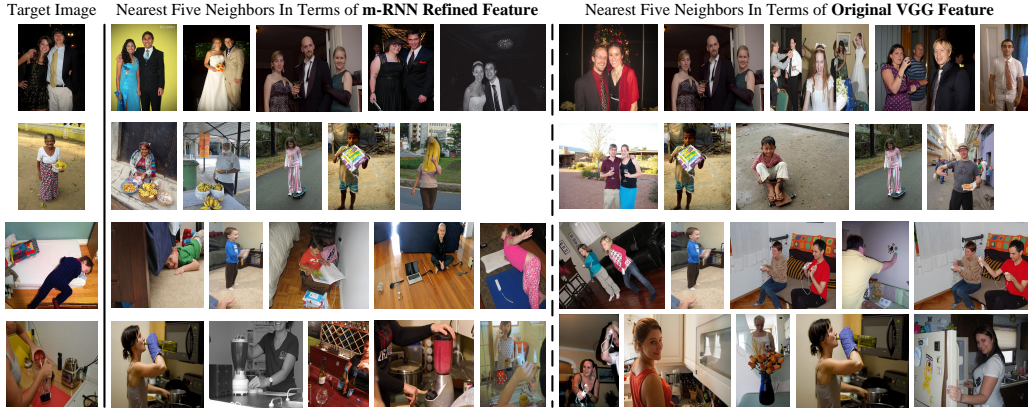 Target Image
Nearest Five Neighbors In Terms of m-RNN Refined Feature
Nearest Five Neighbors In Terms of Original VGG Feature